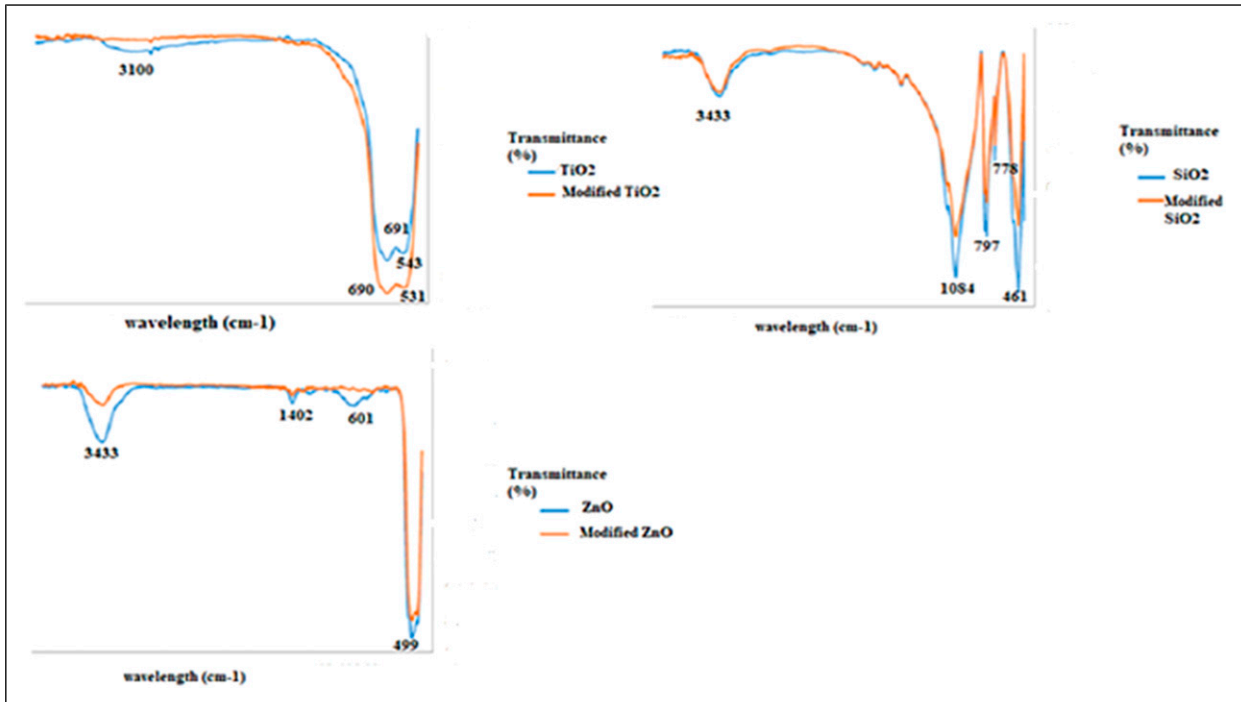 3100
691
543
690
531
wavelength (cm-1)
Transmittance
(%)
TiO2
Modified TiO2
3433
778
797
1084
461
wavelength (cm-1)
Transmittance
(%)
SiO2
Modified
SiO2
3433
1402
601
499
wavelength (cm-1)
Transmittance
(%)
ZnO
Modified ZnO